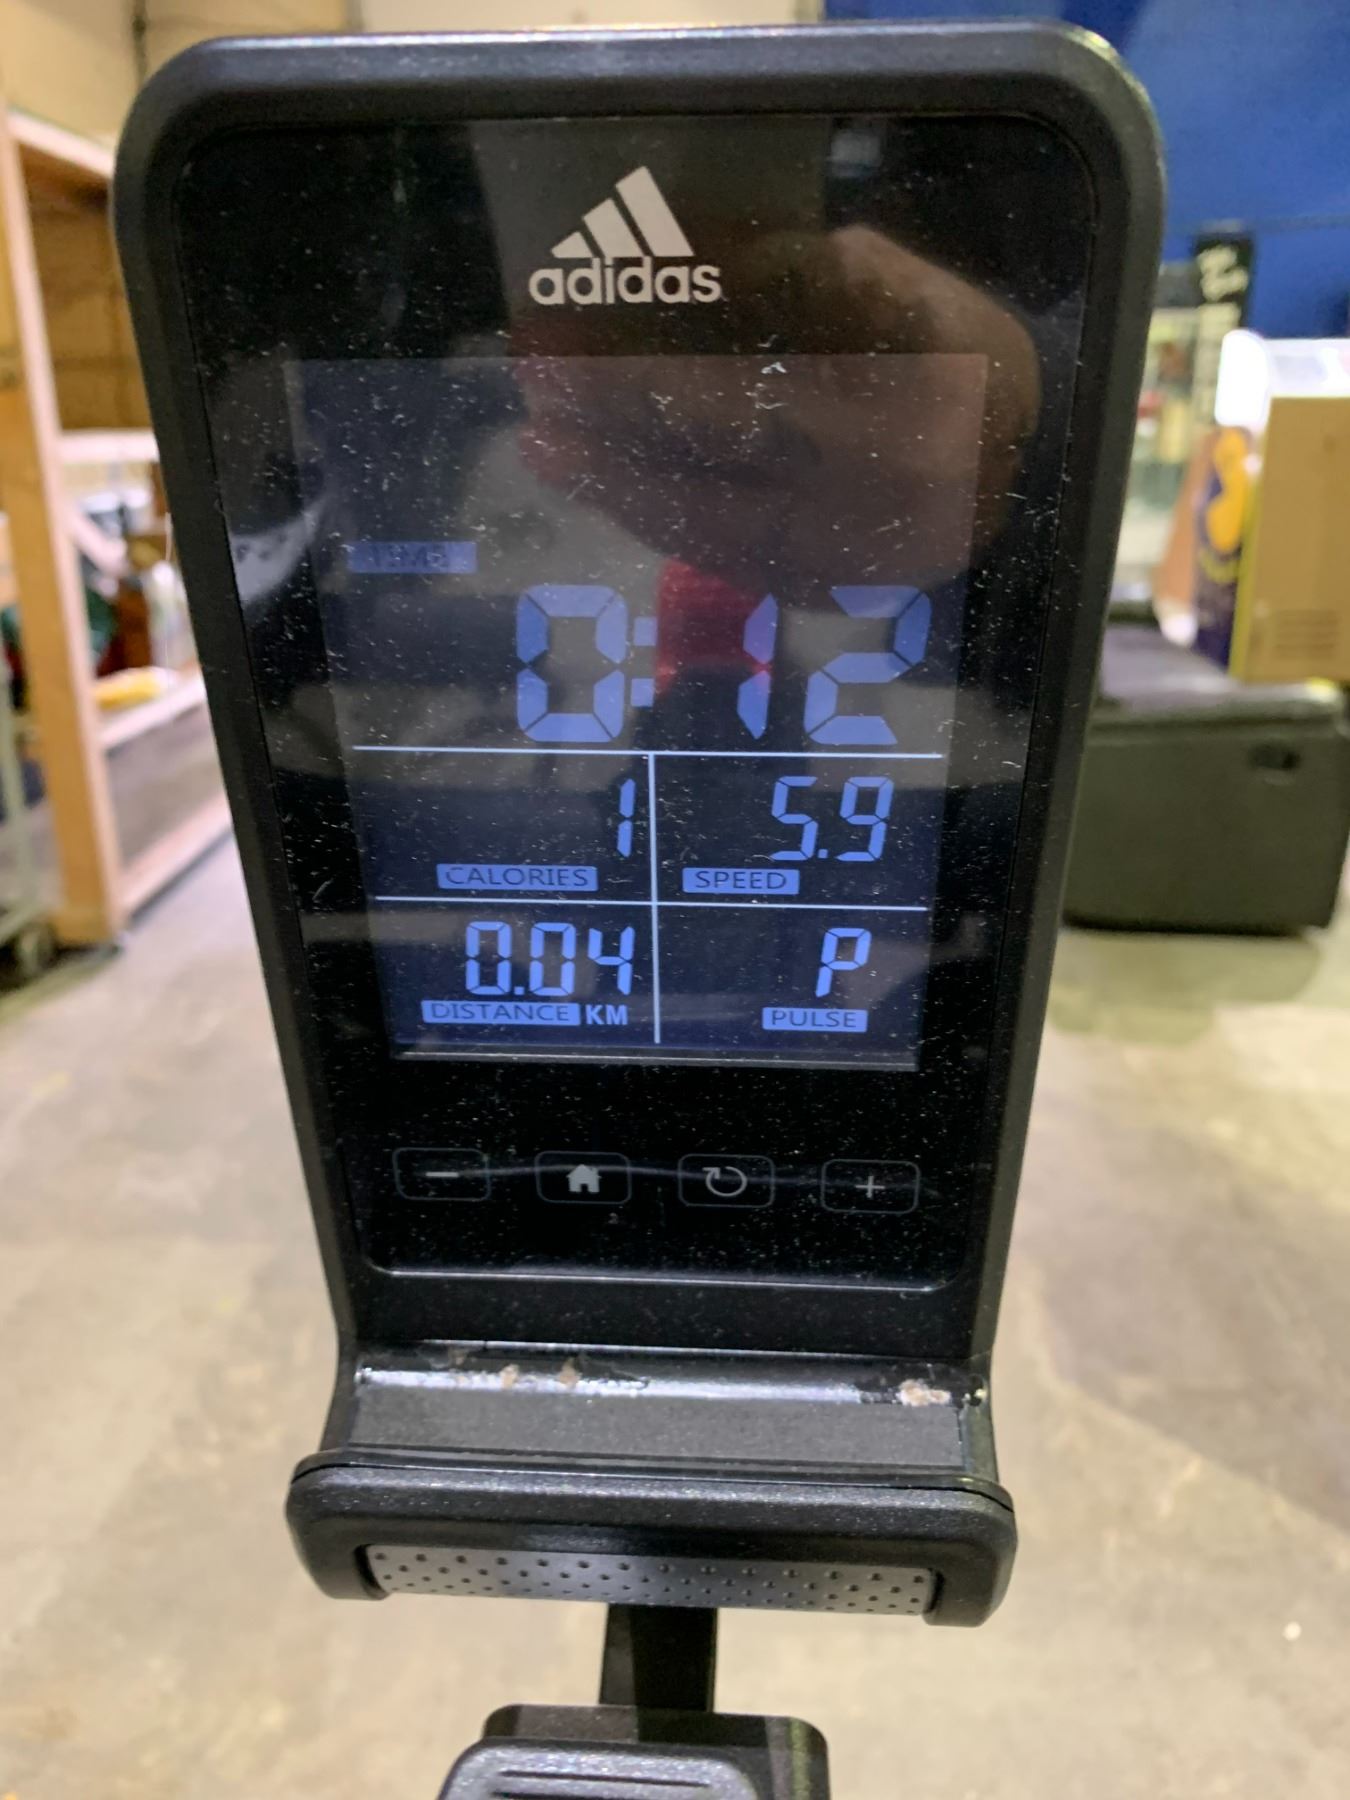 adidas
TIME
0:12
1
5.9
CALORIES
SPEED
0.04
P
DISTANCE KM
PULSE
− +